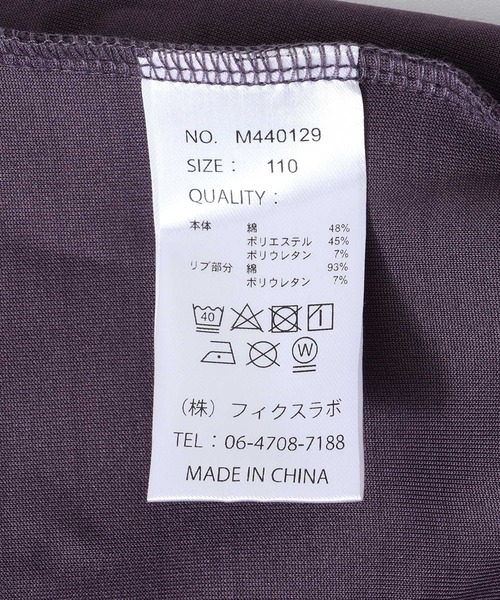 NO. M440129
SIZE : 110
QUALITY :
本体 綿 48%
ポリエステル 45%
ポリウレタン 7%
リブ部分 綿 93%
ポリウレタン 7%
40
W
（株）フィクスラボ
TEL : 06-4708-7188
MADE IN CHINA